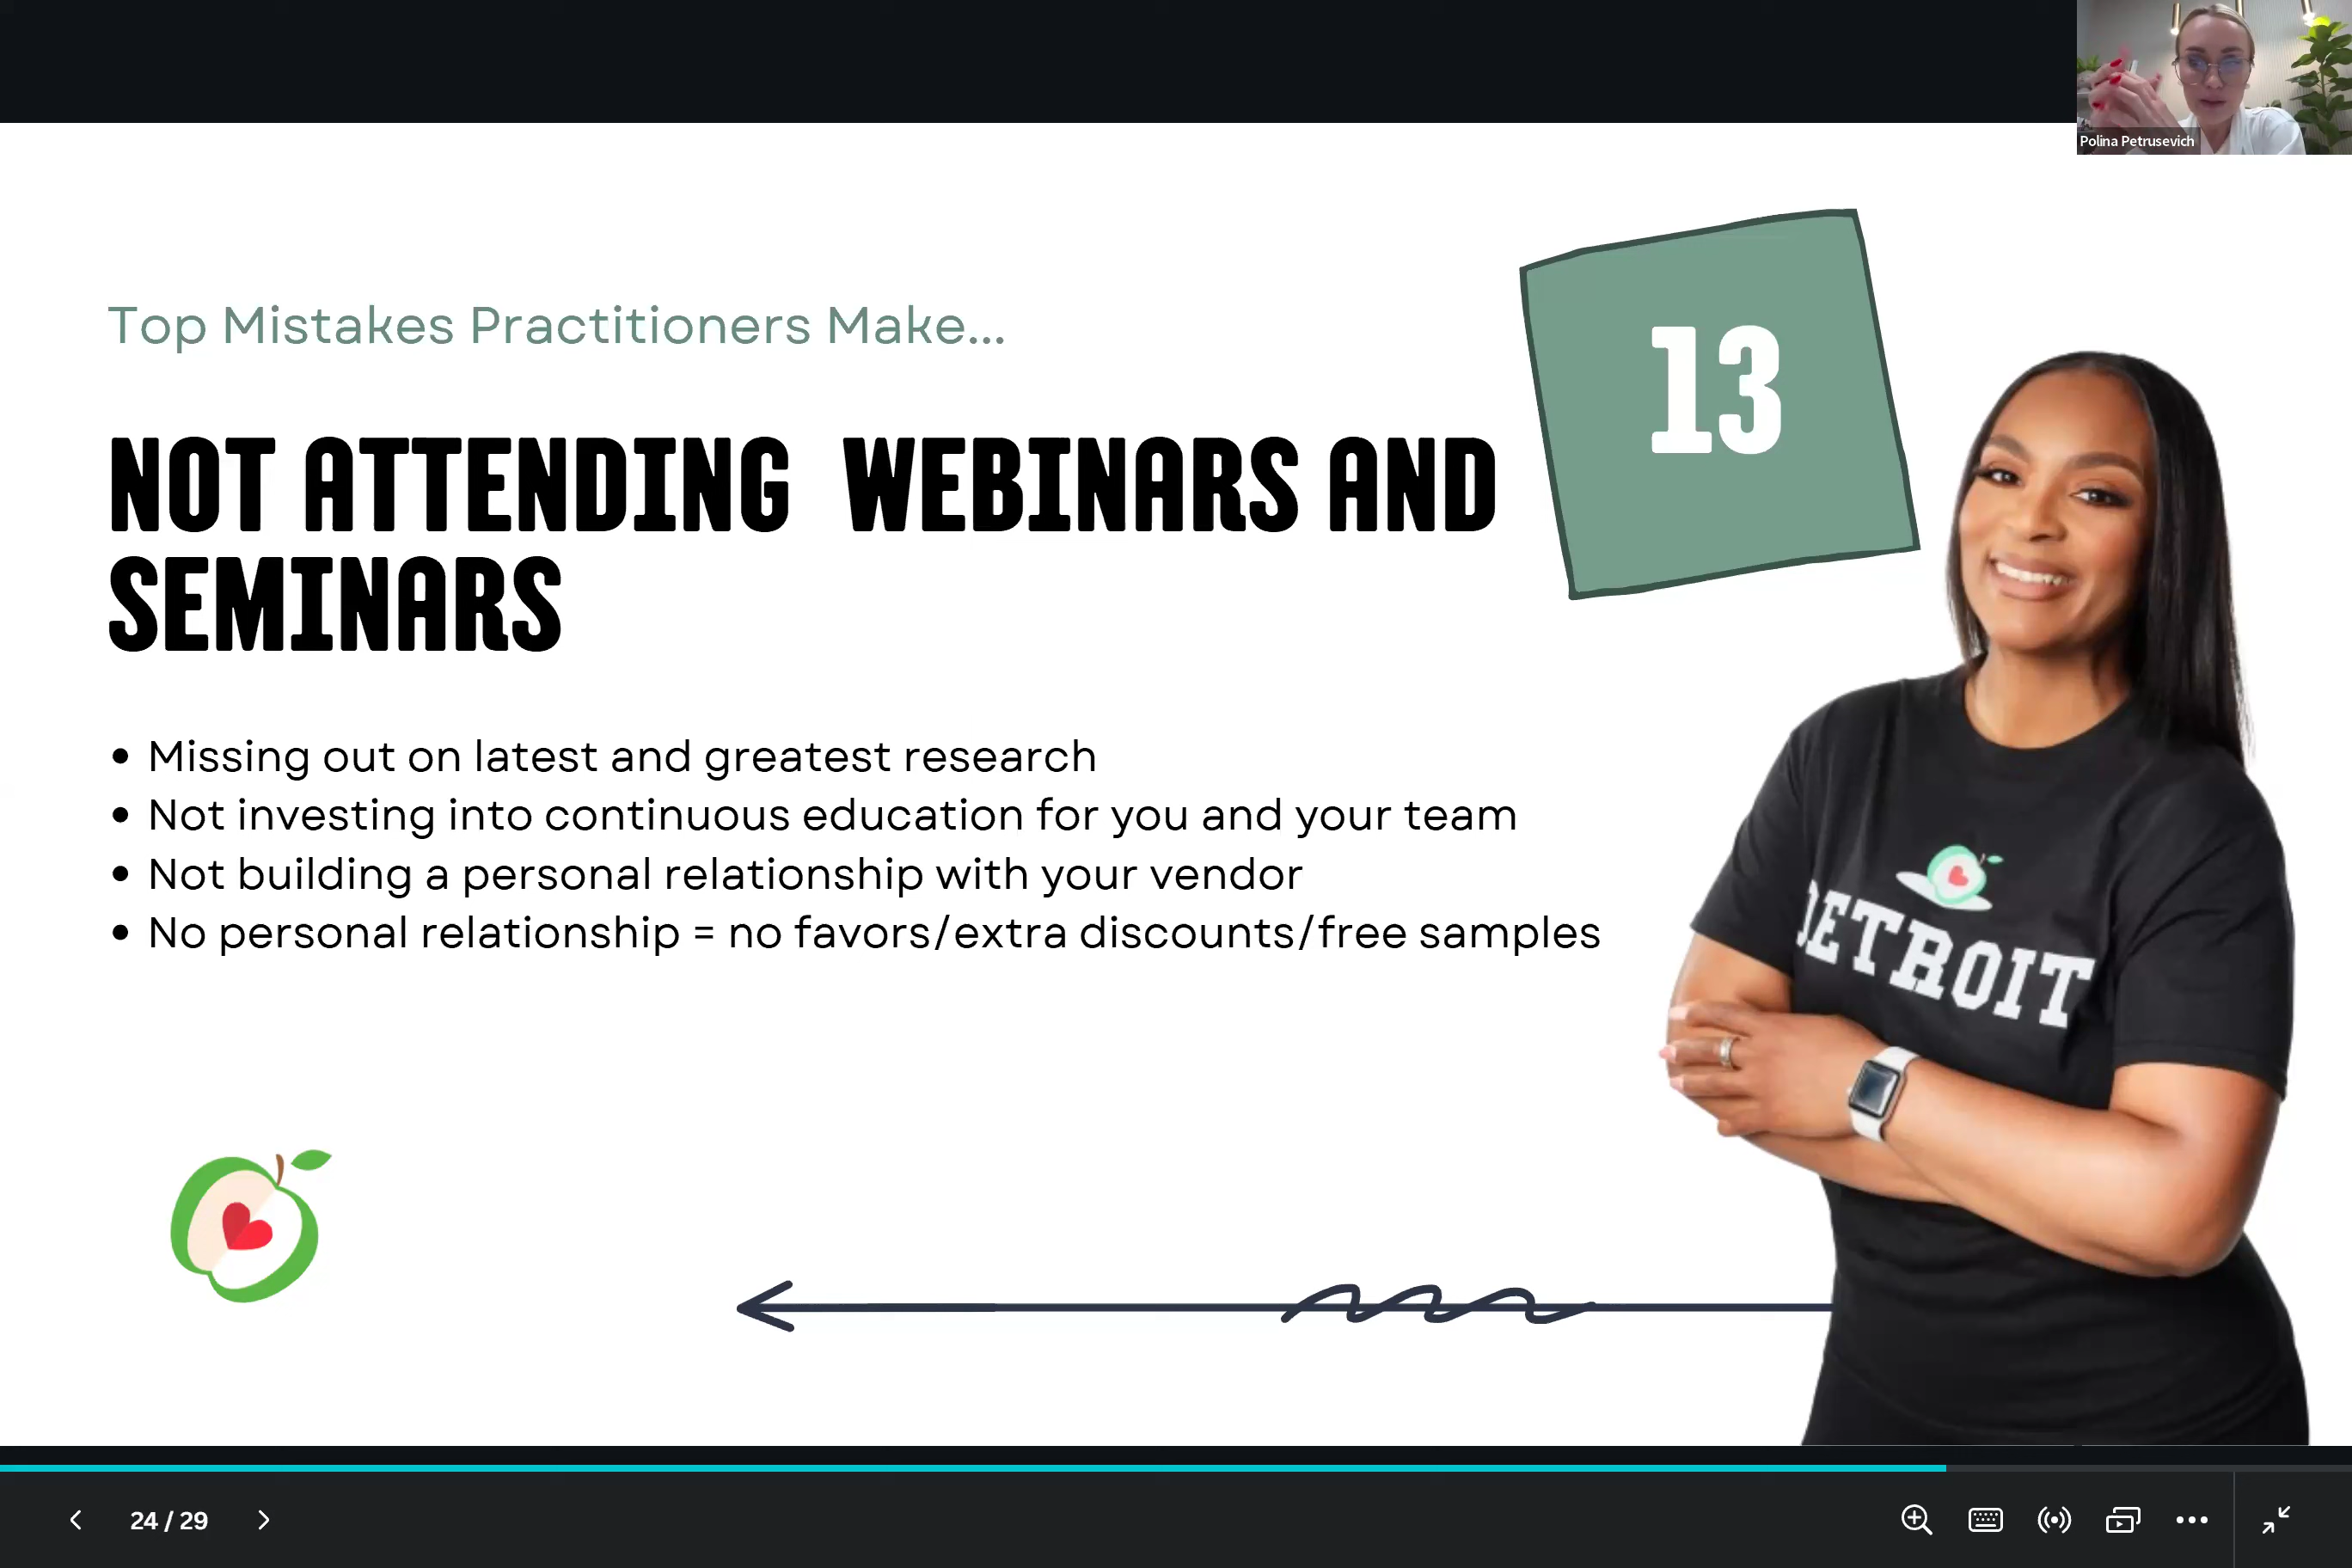 Polina Petrusevich
Top Mistakes Practitioners Make...
13
NOT ATTENDING WEBINARS AND
SEMINARS
• Missing out on latest and greatest research
• Not investing into continuous education for you and your team
• Not building a personal relationship with your vendor
• No personal relationship = no favors/extra discounts/free samples
DETROIT
24 / 29